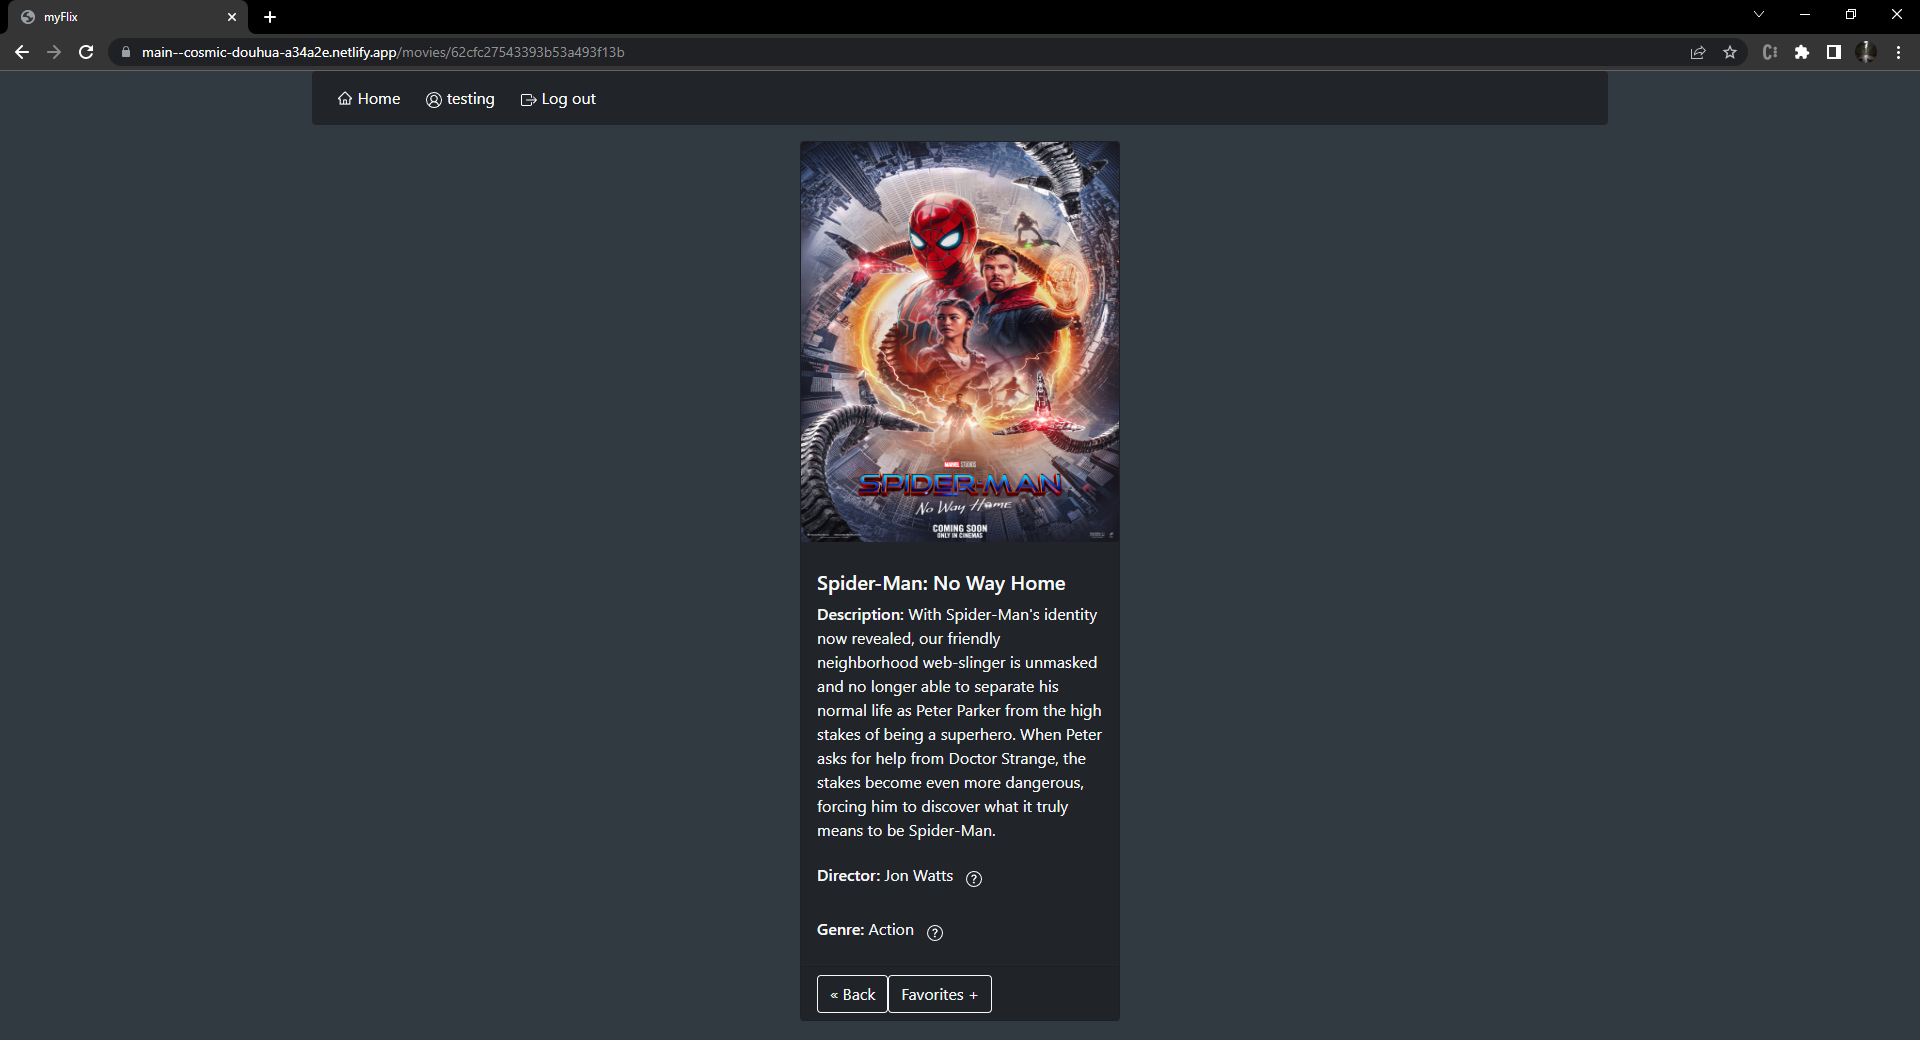 myFlix
main--cosmic-douhua-a34a2e.netlify.app/movies/62cfc27543393b53a493f13b
Home testing Log out
MARVEL STUDIOS
SPIDER-MAN
No Way Home
COMING SOON
ONLY IN CINEMAS
Spider-Man: No Way Home
Description: With Spider-Man's identity
now revealed, our friendly
neighborhood web-slinger is unmasked
and no longer able to separate his
normal life as Peter Parker from the high
stakes of being a superhero. When Peter
asks for help from Doctor Strange, the
stakes become even more dangerous,
forcing him to discover what it truly
means to be Spider-Man.
Director: Jon Watts ?
Genre: Action ?
« Back Favorites +